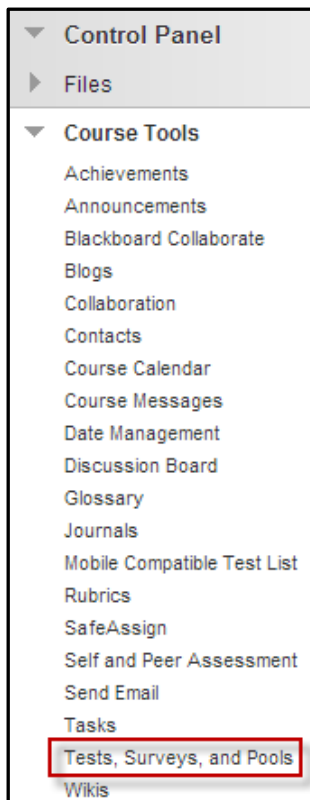 Control Panel
Files
Course Tools
Achievements
Announcements
Blackboard Collaborate
Blogs
Collaboration
Contacts
Course Calendar
Course Messages
Date Management
Discussion Board
Glossary
Journals
Mobile Compatible Test List
Rubrics
SafeAssign
Self and Peer Assessment
Send Email
Tasks
Tests, Surveys, and Pools
Wikis